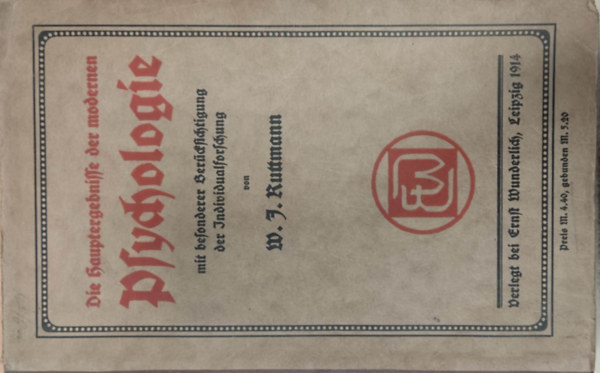 Die Hauptergebnisse der modernen
Psychologie
mit besonderer Berücksichtigung
der Individualforschung
von
W. J. Ruttmann
EW
Verlegt bei Ernst Wunderlich, Leipzig 1914
Preis M. 4.40, gebunden M. 5.20